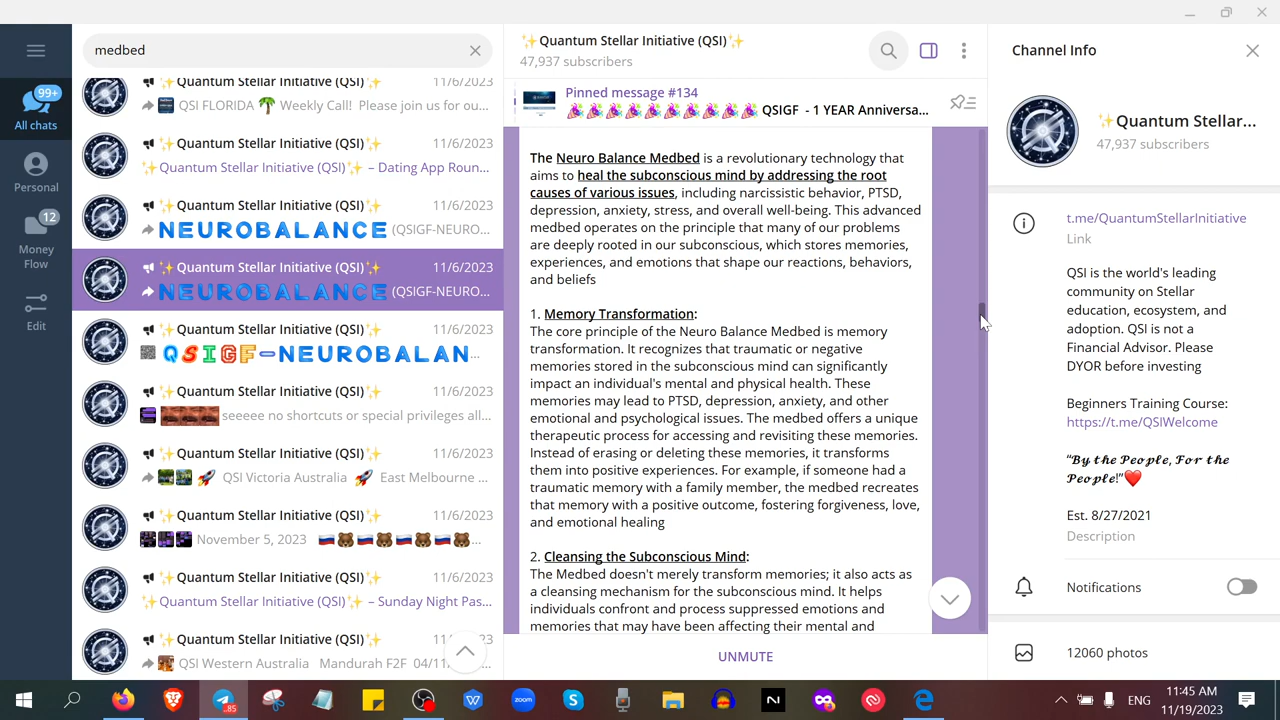 medbed
99+
All chats
Personal
12
Money
Flow
Edit
✨Quantum Stellar Initiative (QSI)✨ 11/6/2023
QSI FLORIDA 🌴 Weekly Call! Please join us for ou...
✨Quantum Stellar Initiative (QSI)✨ 11/6/2023
✨Quantum Stellar Initiative (QSI)✨ – Dating App Roun...
✨Quantum Stellar Initiative (QSI)✨ 11/6/2023
NEUROBALANCE (QSIGF-NEURO...
✨Quantum Stellar Initiative (QSI)✨ 11/6/2023
NEUROBALANCE (QSIGF-NEURO...
✨Quantum Stellar Initiative (QSI)✨ 11/6/2023
QSIGF-NEUROBALAN...
✨Quantum Stellar Initiative (QSI)✨ 11/6/2023
seeeee no shortcuts or special privileges all...
✨Quantum Stellar Initiative (QSI)✨ 11/6/2023
🚀 QSI Victoria Australia 🚀 East Melbourne ...
✨Quantum Stellar Initiative (QSI)✨ 11/6/2023
November 5, 2023 🇷🇺🐻🇷🇺🐻🇷🇺🐻🇷🇺🐻...
✨Quantum Stellar Initiative (QSI)✨ 11/6/2023
✨Quantum Stellar Initiative (QSI)✨ – Sunday Night Pas...
✨Quantum Stellar Initiative (QSI)✨ 11/6/2023
QSI Western Australia Mandurah F2F 04/11/...
✨Quantum Stellar Initiative (QSI)✨
47,937 subscribers
Pinned message #134
🎉🎉🎉🎉🎉🎉🎉🎉🎉🎉🎉 QSIGF - 1 YEAR Anniversa...
The Neuro Balance Medbed is a revolutionary technology that
aims to heal the subconscious mind by addressing the root
causes of various issues, including narcissistic behavior, PTSD,
depression, anxiety, stress, and overall well-being. This advanced
medbed operates on the principle that many of our problems
are deeply rooted in our subconscious, which stores memories,
experiences, and emotions that shape our reactions, behaviors,
and beliefs
1. Memory Transformation:
The core principle of the Neuro Balance Medbed is memory
transformation. It recognizes that traumatic or negative
memories stored in the subconscious mind can significantly
impact an individual's mental and physical health. These
memories may lead to PTSD, depression, anxiety, and other
emotional and psychological issues. The medbed offers a unique
therapeutic process for accessing and revisiting these memories.
Instead of erasing or deleting these memories, it transforms
them into positive experiences. For example, if someone had a
traumatic memory with a family member, the medbed recreates
that memory with a positive outcome, fostering forgiveness, love,
and emotional healing
2. Cleansing the Subconscious Mind:
The Medbed doesn't merely transform memories; it also acts as
a cleansing mechanism for the subconscious mind. It helps
individuals confront and process suppressed emotions and
memories that may have been affecting their mental and
UNMUTE
Channel Info
✨Quantum Stellar...
47,937 subscribers
t.me/QuantumStellarInitiative
Link
QSI is the world's leading
community on Stellar
education, ecosystem, and
adoption. QSI is not a
Financial Advisor. Please
DYOR before investing
Beginners Training Course:
https://t.me/QSIWelcome
"𝓑𝔂 𝓽𝓱𝓮 𝓟𝓮𝓸𝓹𝓵𝓮, 𝓕𝓸𝓻 𝓽𝓱𝓮
𝓟𝓮𝓸𝓹𝓵𝓮!"❤️
Est. 8/27/2021
Description
Notifications
12060 photos
85
zoom
ENG
11:45 AM
11/19/2023